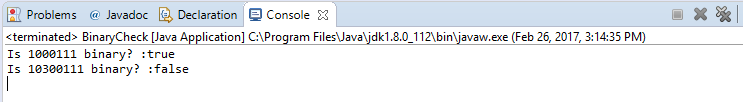 Problems @ Javadoc Declaration Console
<terminated> BinaryCheck [Java Application] C:\Program Files\Java\jdk1.8.0_112\bin\javaw.exe (Feb 26, 2017, 3:14:35 PM)
Is 1000111 binary? :true
Is 10300111 binary? :false